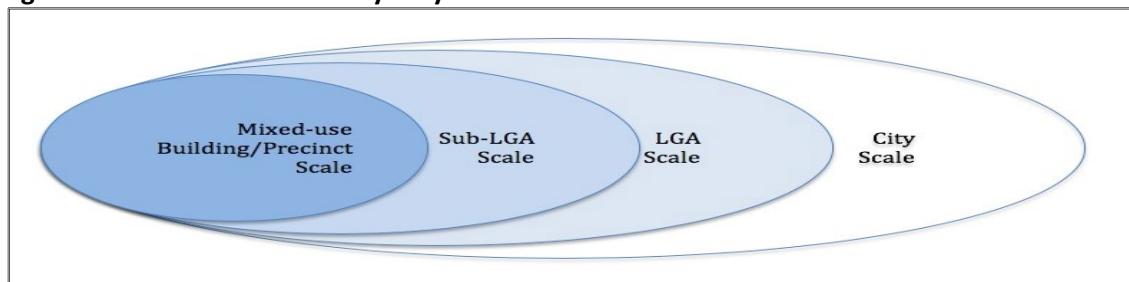 Mixed-use
Building/Precinct
Scale
Sub-LGA
Scale
LGA
Scale
City
Scale